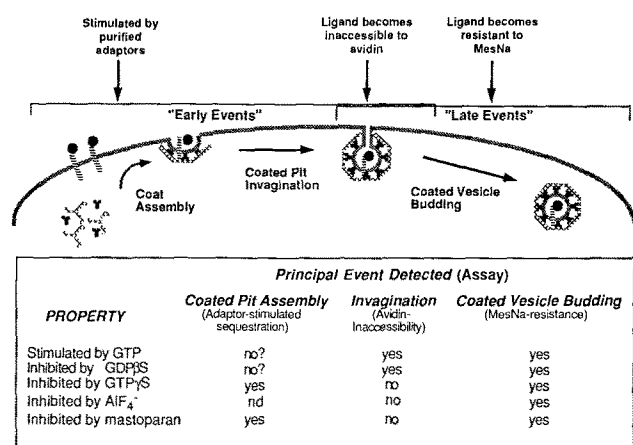 Stimulated by purified adaptors
Ligand becomes inaccessible to avidin
Ligand becomes resistant to MesNa
"Early Events"
"Late Events"
Coat Assembly
Coated Pit Invagination
Coated Vesicle Budding
Principal Event Detected (Assay)
PROPERTY
Coated Pit Assembly (Adaptor-stimulated sequestration)
Invagination (Avidin-Inaccessibility)
Coated Vesicle Budding (MesNa-resistance)
Stimulated by GTP no? yes yes
Inhibited by GDPβS no? yes yes
Inhibited by GTPγS yes no yes
Inhibited by AlF4- nd no yes
Inhibited by mastoparan yes no yes